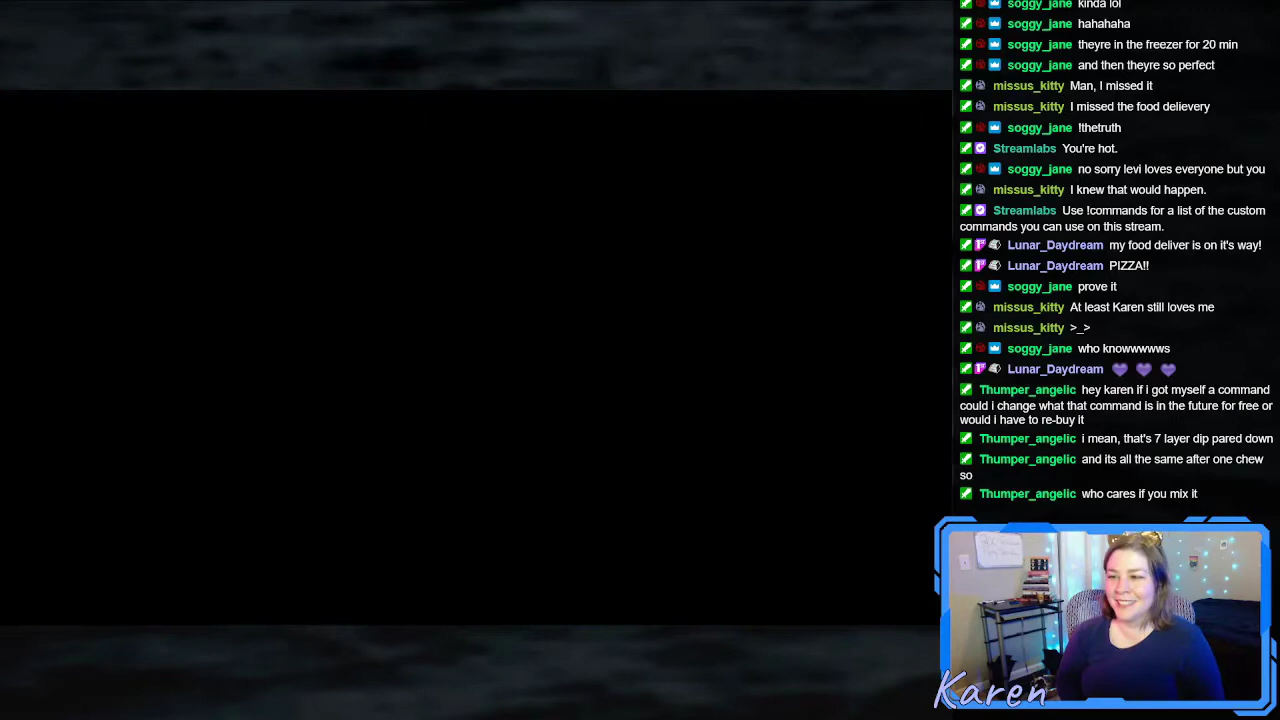 soggy_jane kinda lol
soggy_jane hahahaha
soggy_jane theyre in the freezer for 20 min
soggy_jane and then theyre so perfect
missus_kitty Man, I missed it
missus_kitty I missed the food delievery
soggy_jane !thetruth
Streamlabs You're hot.
soggy_jane no sorry levi loves everyone but you
missus_kitty I knew that would happen.
Streamlabs Use !commands for a list of the custom
commands you can use on this stream.
Lunar_Daydream my food deliver is on it's way!
Lunar_Daydream PIZZA!!
soggy_jane prove it
missus_kitty At least Karen still loves me
missus_kitty >_>
soggy_jane who knowwwwws
Lunar_Daydream
Thumper_angelic hey karen if i got myself a command
could i change what that command is in the future for free or
would i have to re-buy it
Thumper_angelic i mean, that's 7 layer dip pared down
Thumper_angelic and its all the same after one chew
so
Thumper_angelic who cares if you mix it
Karen